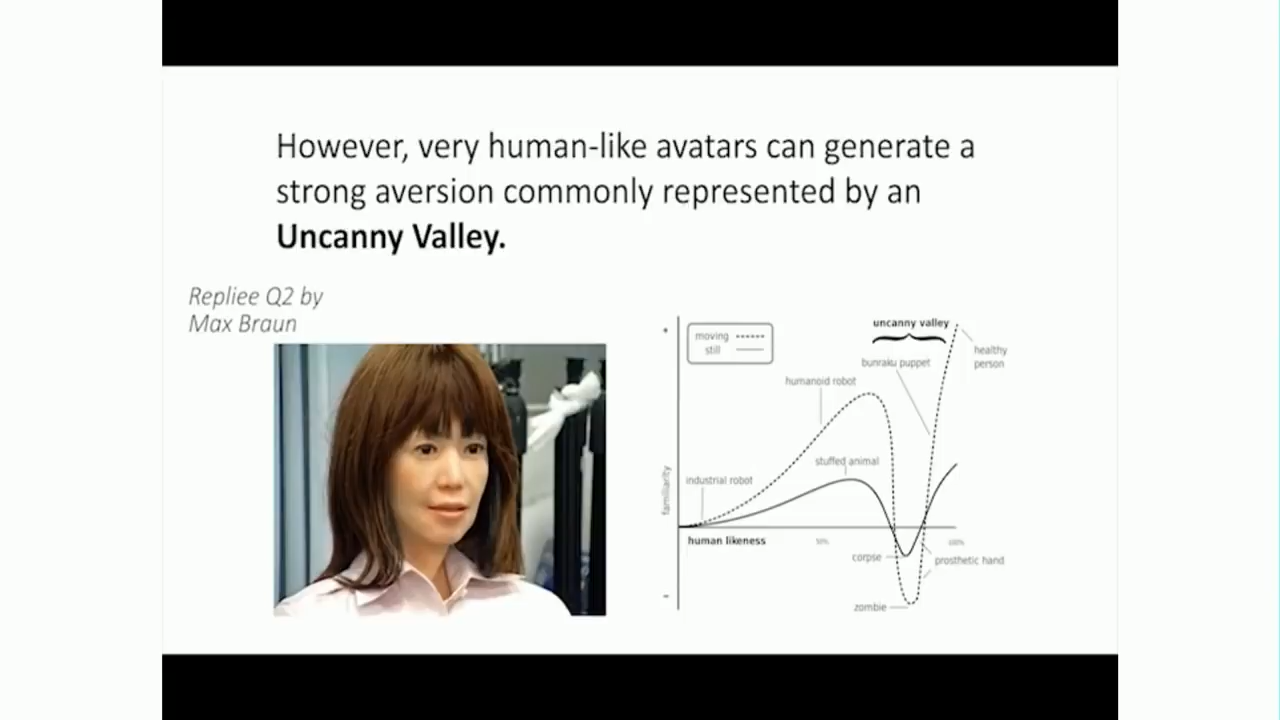 However, very human-like avatars can generate a
strong aversion commonly represented by an
Uncanny Valley.
Repliee Q2 by
Max Braun
uncanny valley
+
moving
still
healthy
person
bunraku puppet
humanoid robot
stuffed animal
familiarity
industrial robot
human likeness
50%
100%
corpse
prosthetic hand
-
zombie